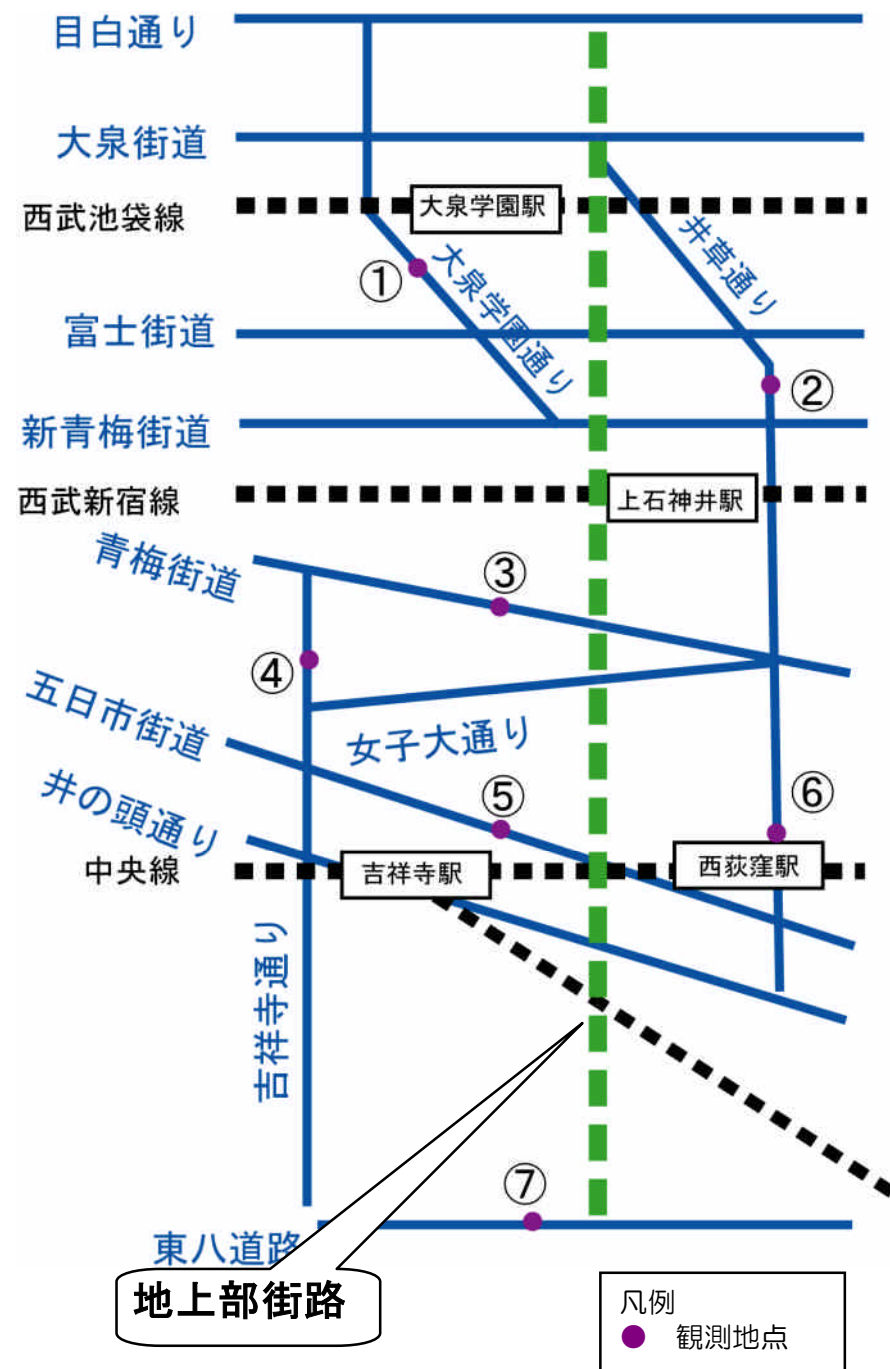 目白通り
大泉街道
大泉学園駅
西武池袋線
井草通り
①
大泉学園通り
富士街道
②
新青梅街道
西武新宿線
上石神井駅
青梅街道
③
④
五日市街道
女子大通り
井の頭通り
⑤
⑥
中央線
吉祥寺駅
西荻窪駅
吉祥寺通り
⑦
東八道路
地上部街路
凡例
観測地点